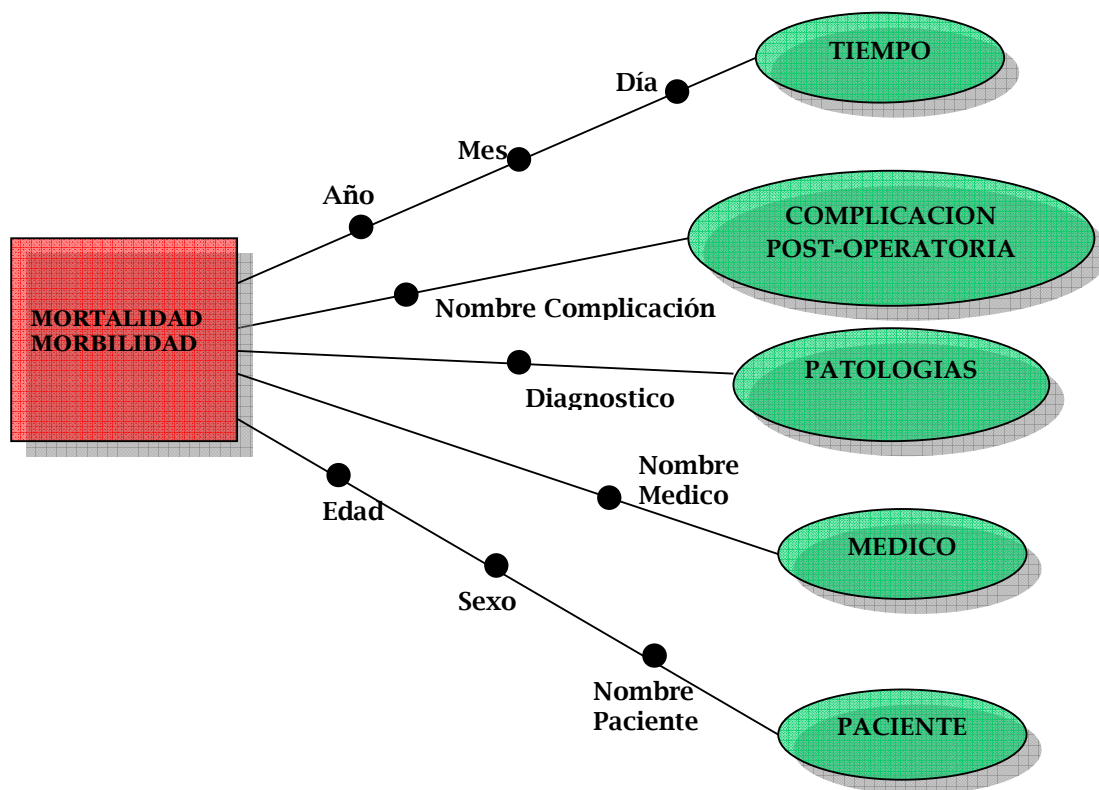 TIEMPO
Día
Mes
Año
COMPLICACION
POST-OPERATORIA
Nombre Complicación
MORTALIDAD
MORBILIDAD
PATOLOGIAS
Diagnostico
Nombre
Medico
MEDICO
Edad
Sexo
Nombre
Paciente
PACIENTE